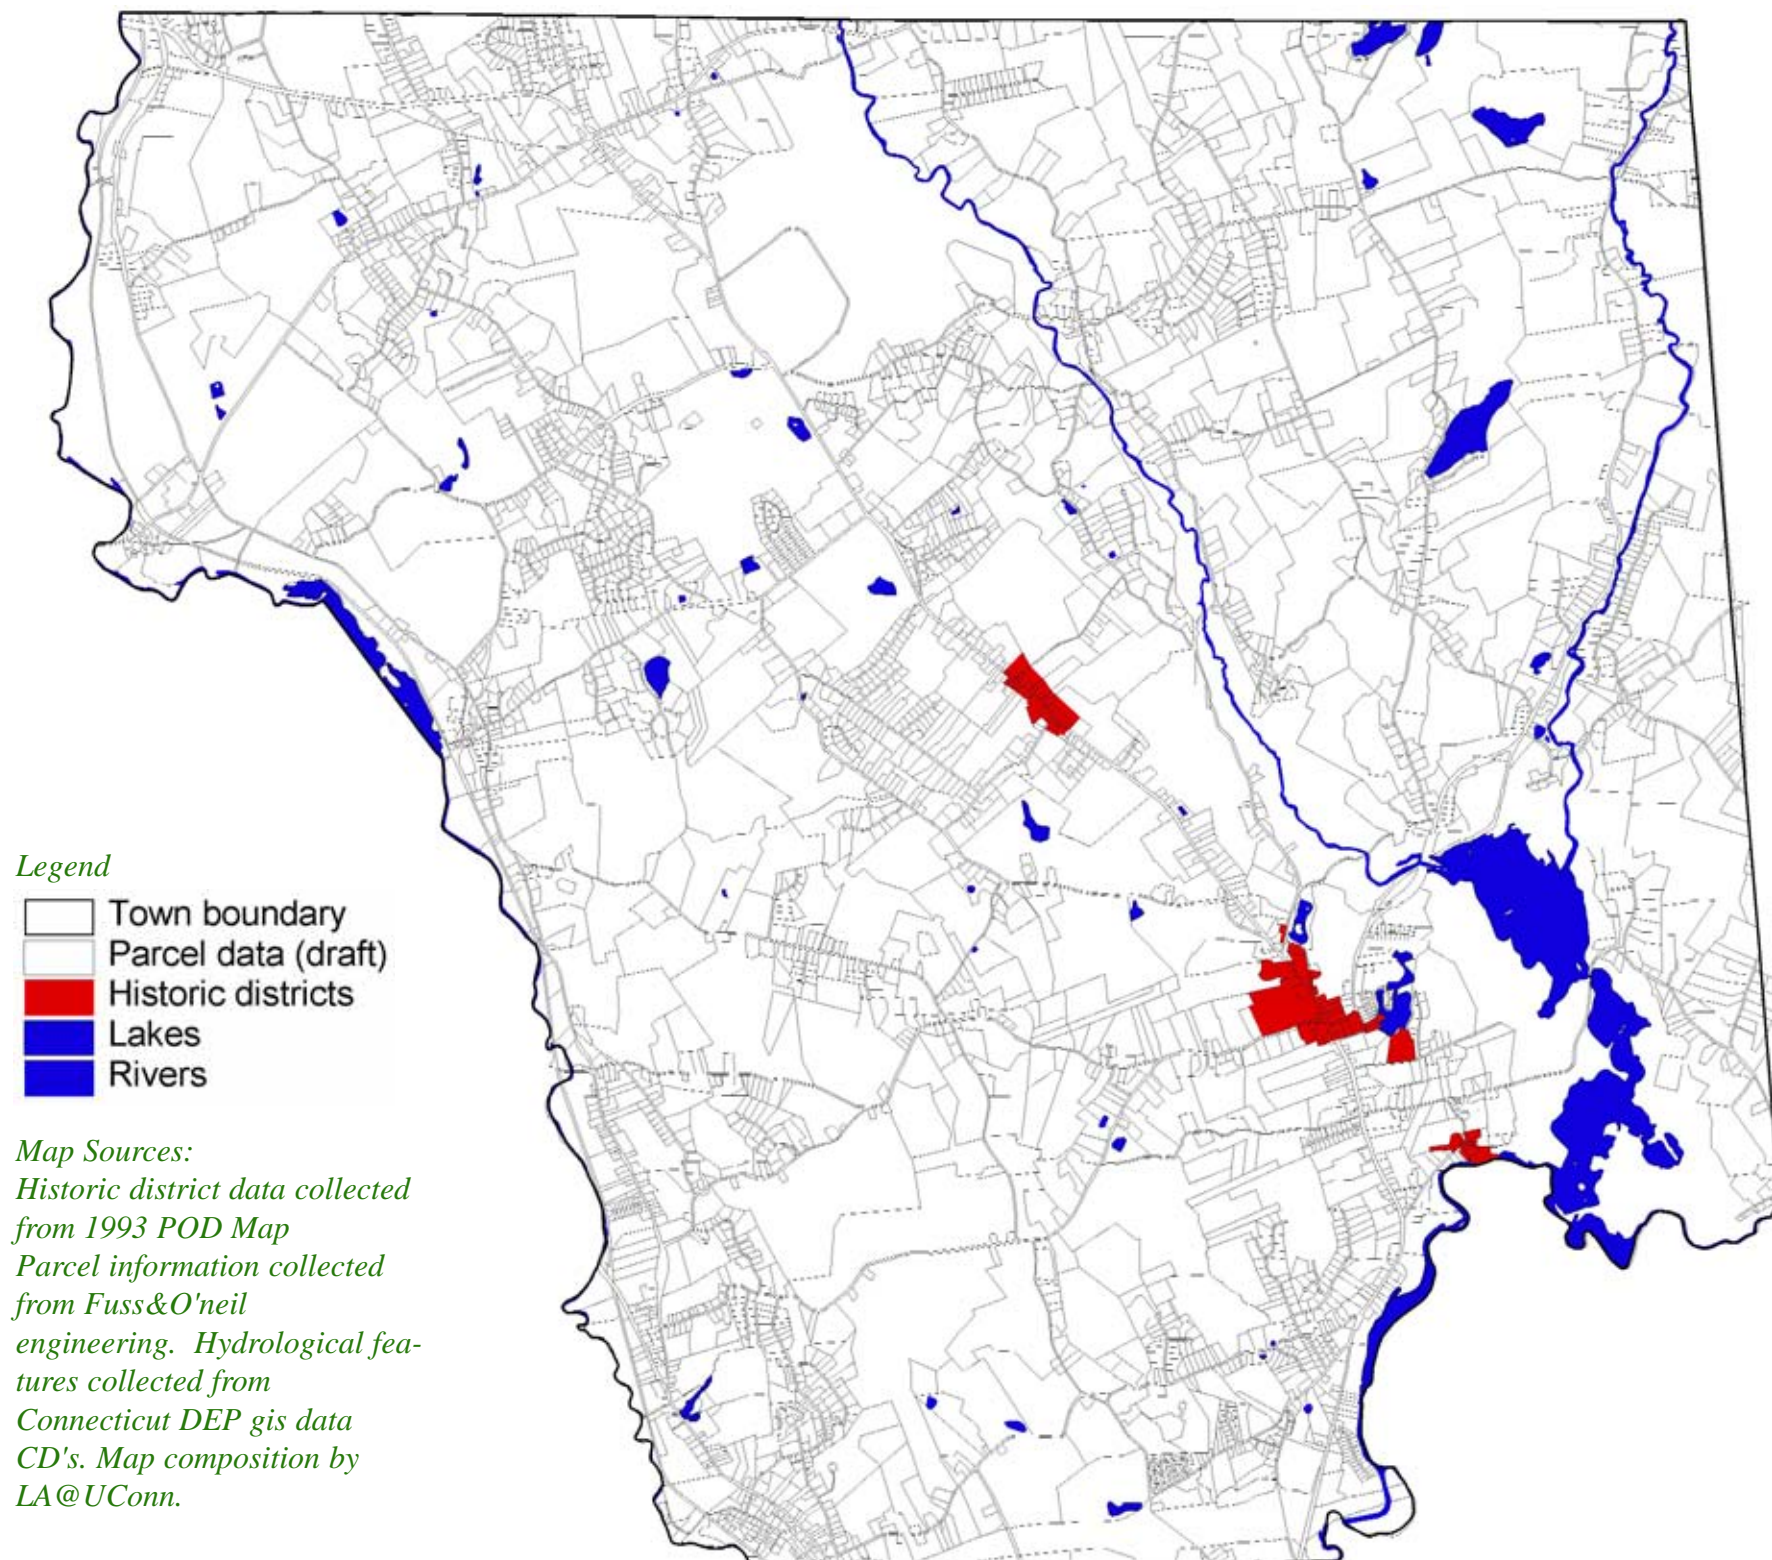 Legend
Town boundary
Parcel data (draft)
Historic districts
Lakes
Rivers
Map Sources:
Historic district data collected
from 1993 POD Map
Parcel information collected
from Fuss&O'neil
engineering.  Hydrological fea-
tures collected from
Connecticut DEP gis data
CD's. Map composition by
LA@UConn.